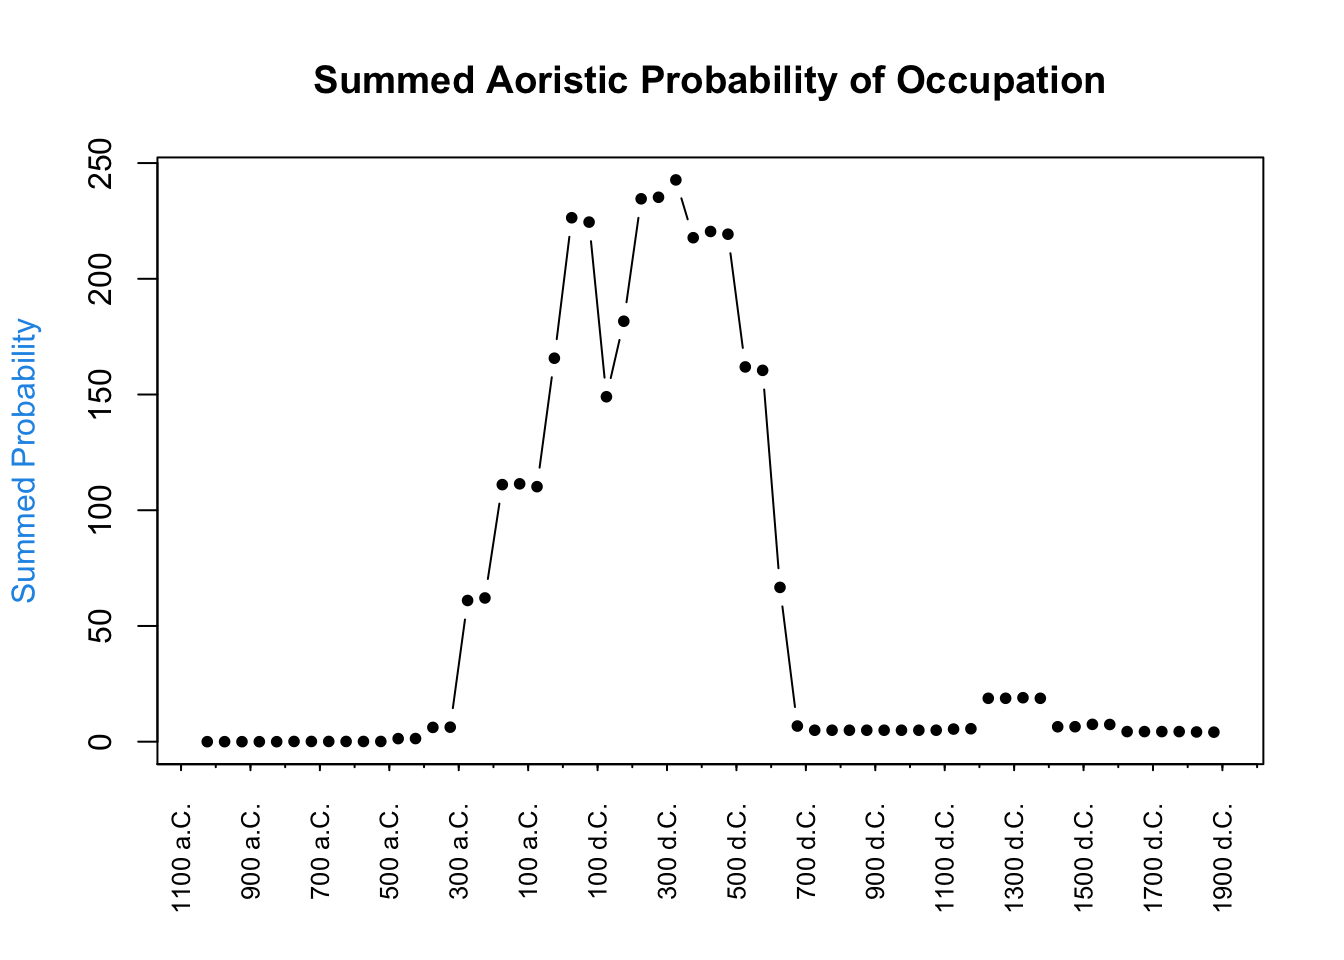 Summed Aoristic Probability of Occupation
Summed Probability
250
200
150
100
50
0
1100 a.C.
900 a.C.
700 a.C.
500 a.C.
300 a.C.
100 a.C.
100 d.C.
300 d.C.
500 d.C.
700 d.C.
900 d.C.
1100 d.C.
1300 d.C.
1500 d.C.
1700 d.C.
1900 d.C.